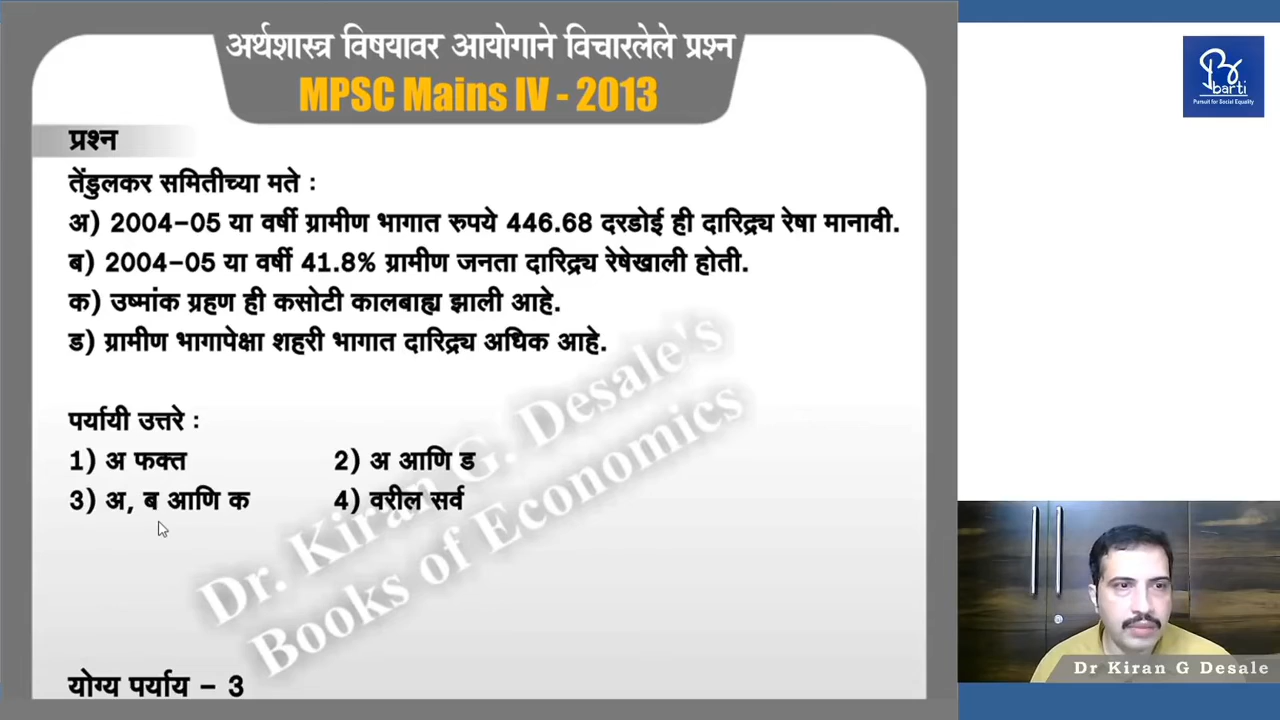 अर्थशास्त्र विषयावर आयोगाने विचारलेले प्रश्न
MPSC Mains IV - 2013
प्रश्न
तेंडुलकर समितीच्या मते :
अ) 2004-05 या वर्षी ग्रामीण भागात रुपये 446.68 दरडोई ही दारिद्र्य रेषा मानावी.
ब) 2004-05 या वर्षी 41.8% ग्रामीण जनता दारिद्र्य रेषेखाली होती.
क) उष्मांक ग्रहण ही कसोटी कालबाह्य झाली आहे.
ड) ग्रामीण भागापेक्षा शहरी भागात दारिद्र्य अधिक आहे.
पर्यायी उत्तरे :
1) अ फक्त 2) अ आणि ड
3) अ, ब आणि क 4) वरील सर्व
योग्य पर्याय - 3
Dr. Kiran G. Desale's
Books of Economics
barti
Pursuit for Social Equality
Dr Kiran G Desale